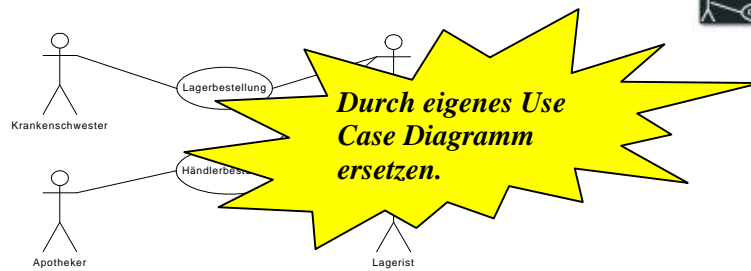 Lagerbestellung
Krankenschwester
Durch eigenes Use
Case Diagramm
ersetzen.
Apotheker
Lagerist